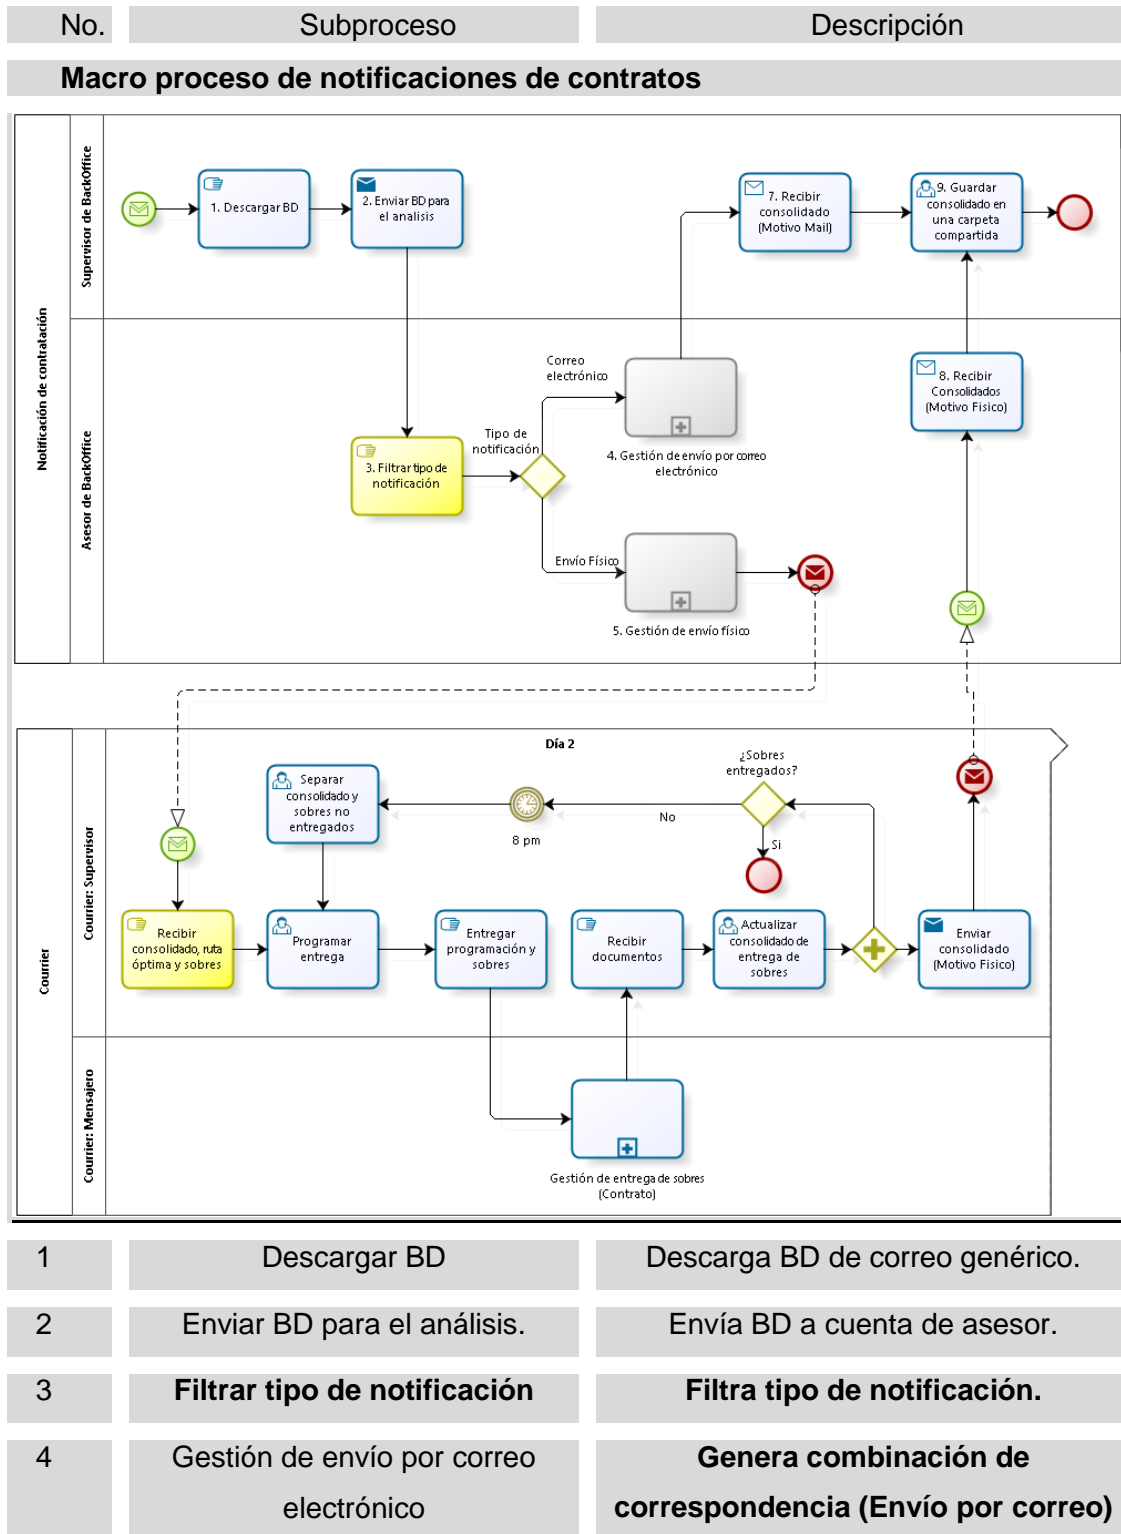 No. Subproceso Descripción
Macro proceso de notificaciones de contratos
Notificación de contratación
Supervisor de BackOffice
1. Descargar BD
2. Enviar BD para
el analisis
7. Recibir
consolidado
(Motivo Mail)
9. Guardar
consolidado en
una carpeta
compartida
Asesor de BackOffice
3. Filtrar tipo de
notificación
Tipo de
notificación
Correo
electrónico
4. Gestión de envío por correo
electrónico
Envío Físico
5. Gestión de envío físico
8. Recibir
Consolidados
(Motivo Fisico)
Courrier
Día 2
Courrier: Supervisor
Separar
consolidado y
sobres no
entregados
8 pm
No
¿Sobres
entregados?
Si
Recibir
consolidado, ruta
óptima y sobres
Programar
entrega
Entregar
programación y
sobres
Recibir
documentos
Actualizar
consolidado de
entrega de
sobres
Enviar
consolidado
(Motivo Fisico)
Courrier: Mensajero
Gestión de entrega de sobres
(Contrato)
1 Descargar BD Descarga BD de correo genérico.
2 Enviar BD para el análisis. Envía BD a cuenta de asesor.
3 Filtrar tipo de notificación Filtra tipo de notificación.
4 Gestión de envío por correo Genera combinación de
electrónico correspondencia (Envío por correo)